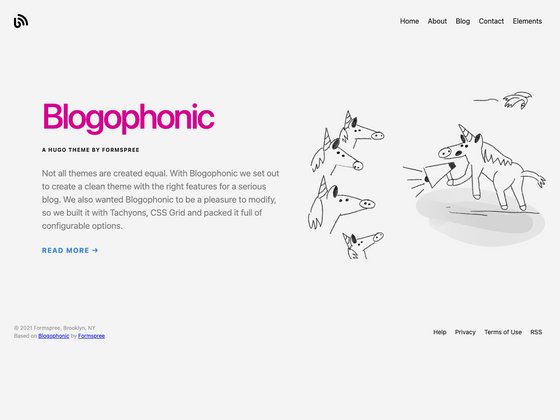 Home About Blog Contact Elements
Blogophonic
A HUGO THEME BY FORMSPREE
Not all themes are created equal. With Blogophonic we set out
to create a clean theme with the right features for a serious
blog. We also wanted Blogophonic to be a pleasure to modify,
so we built it with Tachyons, CSS Grid and packed it full of
configurable options.
READ MORE →
© 2021 Formspree, Brooklyn, NY
Based on Blogophonic by Formspree.
Help Privacy Terms of Use RSS